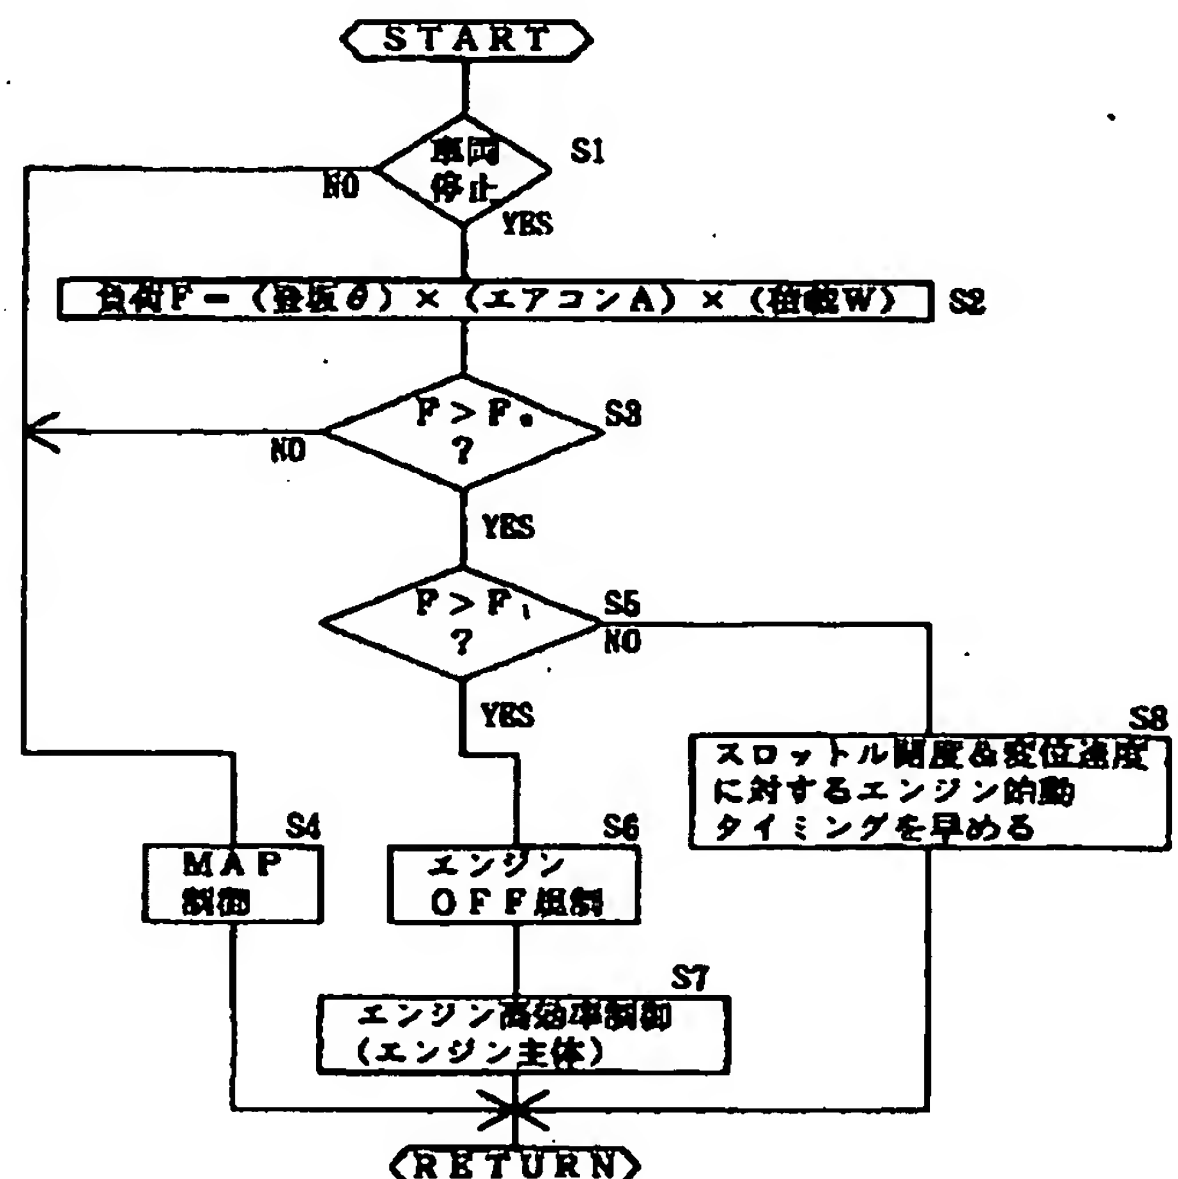 START
車両
停止
S1
NO
YES
負荷F=(登坂θ)×(エアコンA)×(積載W)
S2
F>F₀
?
S3
NO
YES
F>F₁
?
S5
NO
YES
S8
スロットル開度&変位速度
に対するエンジン始動
タイミングを早める
S4
MAP
制御
S6
エンジン
OFF規制
S7
エンジン高効率制御
(エンジン主体)
RETURN